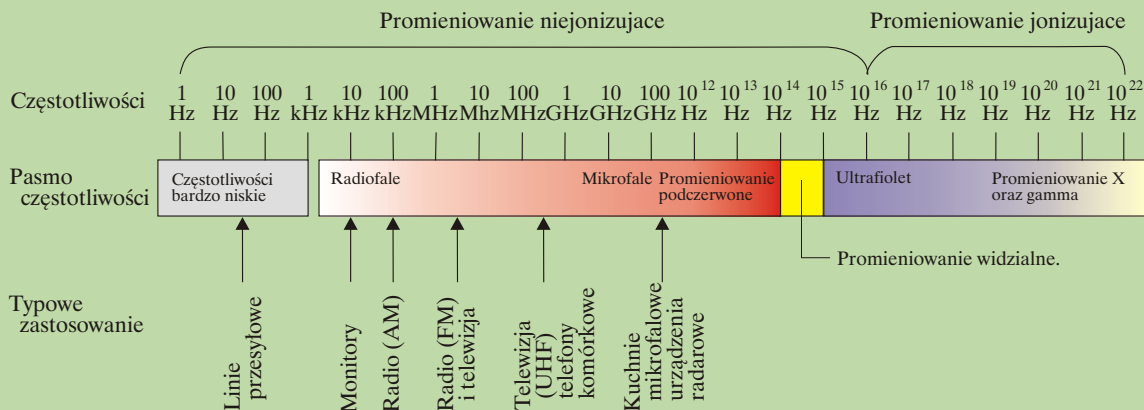 Promieniowanie niejonizujace
Promieniowanie jonizujace
Częstotliwości
1 Hz
10 Hz
100 Hz
1 kHz
10 kHz
100 kHz
1 MHz
10 Mhz
100 MHz
1 GHz
10 GHz
100 GHz
10 12 Hz
10 13 Hz
10 14 Hz
10 15 Hz
10 16 Hz
10 17 Hz
10 18 Hz
10 19 Hz
10 20 Hz
10 21 Hz
10 22 Hz
Pasmo
częstotliwości
Częstotliwości
bardzo niskie
Radiofale
Mikrofale
Promieniowanie
podczerwone
Ultrafiolet
Promieniowanie X
oraz gamma
Promieniowanie widzialne.
Typowe
zastosowanie
Linie
przesyłowe
Monitory
Radio (AM)
Radio (FM)
i telewizja
Telewizja
(UHF)
telefony
komórkowe
Kuchnie
mikrofalowe
urządzenia
radarowe